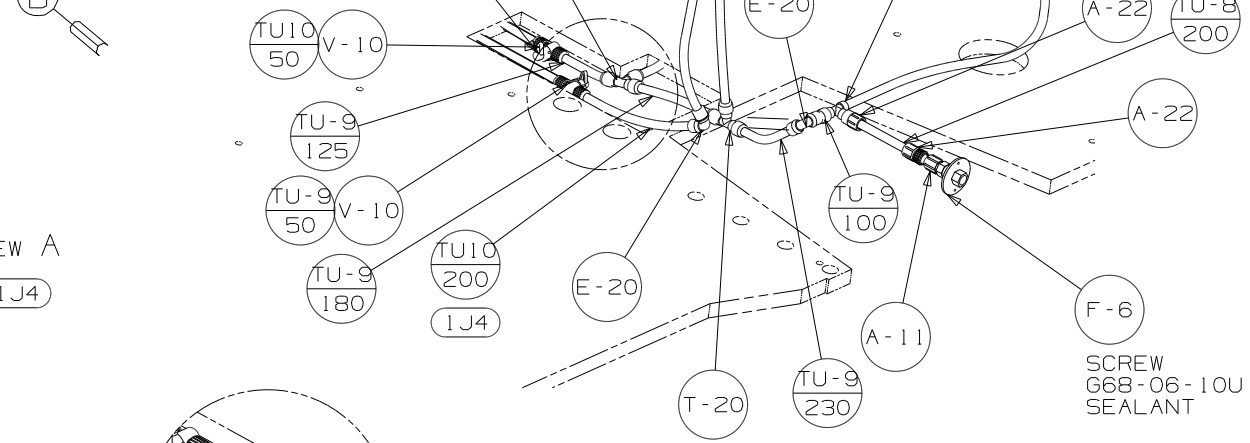 E-20
A-22
TU-8
200
TU10
50
V-10
A-22
TU-9
125
TU-9
50
V-10
TU-9
100
EW A
TU10
200
1J4
TU-9
180
E-20
1J4
F-6
A-11
SCREW
G68-06-10U
SEALANT
T-20
TU-9
230